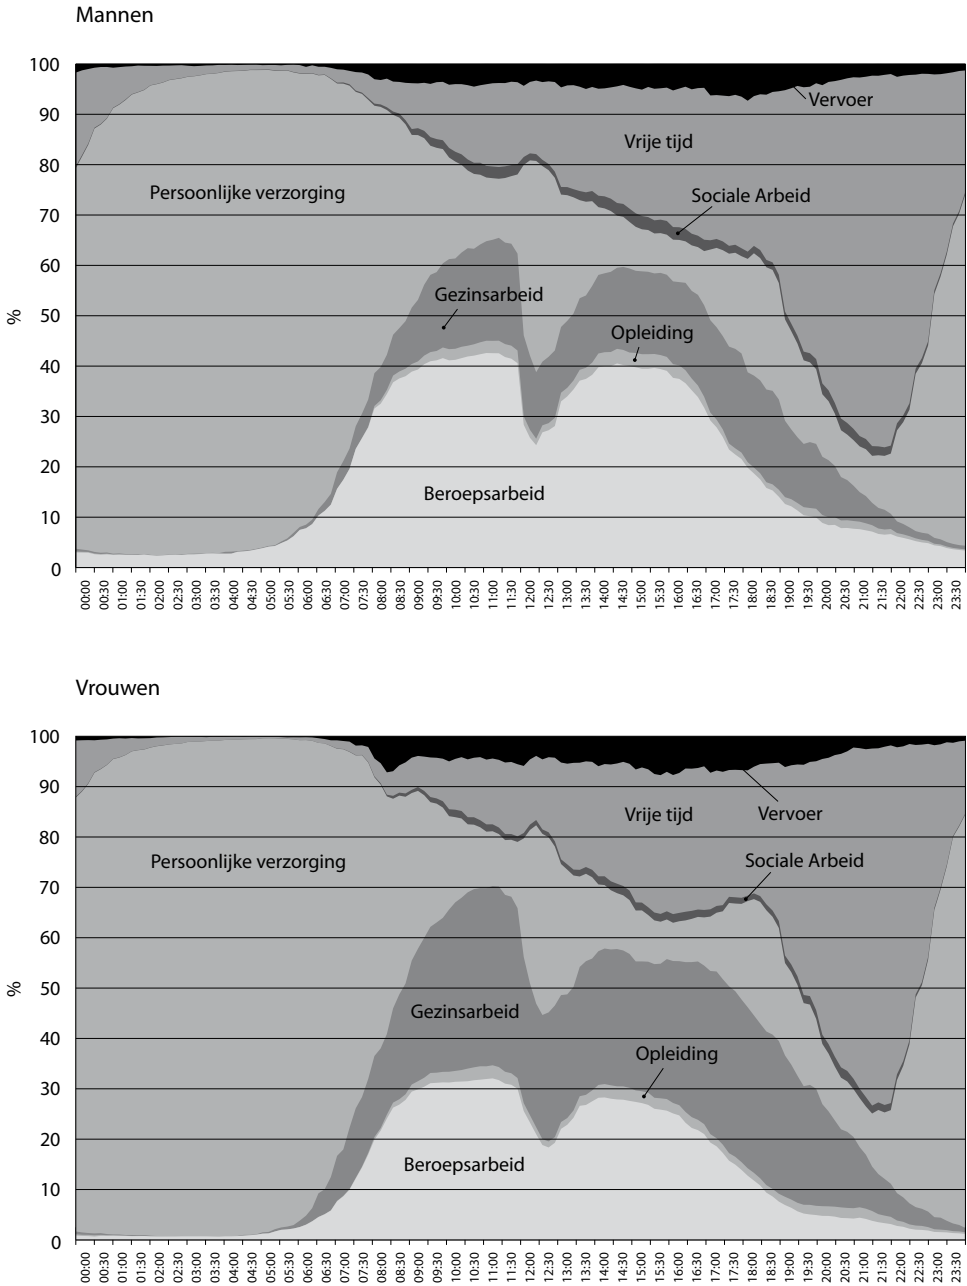 Mannen
100
90
80
70
60
50
40
30
20
10
0
%
Vervoer
Vrije tijd
Persoonlijke verzorging
Sociale Arbeid
Gezinsarbeid
Opleiding
Beroepsarbeid
00:00 00:30 01:00 01:30 02:00 02:30 03:00 03:30 04:00 04:30 05:00 05:30 06:00 06:30 07:00 07:30 08:00 08:30 09:00 09:30 10:00 10:30 11:00 11:30 12:00 12:30 13:00 13:30 14:00 14:30 15:00 15:30 16:00 16:30 17:00 17:30 18:00 18:30 19:00 19:30 20:00 20:30 21:00 21:30 22:00 22:30 23:00 23:30
Vrouwen
100
90
80
70
60
50
40
30
20
10
0
%
Vrije tijd
Vervoer
Persoonlijke verzorging
Sociale Arbeid
Gezinsarbeid
Opleiding
Beroepsarbeid
00:00 00:30 01:00 01:30 02:00 02:30 03:00 03:30 04:00 04:30 05:00 05:30 06:00 06:30 07:00 07:30 08:00 08:30 09:00 09:30 10:00 10:30 11:00 11:30 12:00 12:30 13:00 13:30 14:00 14:30 15:00 15:30 16:00 16:30 17:00 17:30 18:00 18:30 19:00 19:30 20:00 20:30 21:00 21:30 22:00 22:30 23:00 23:30